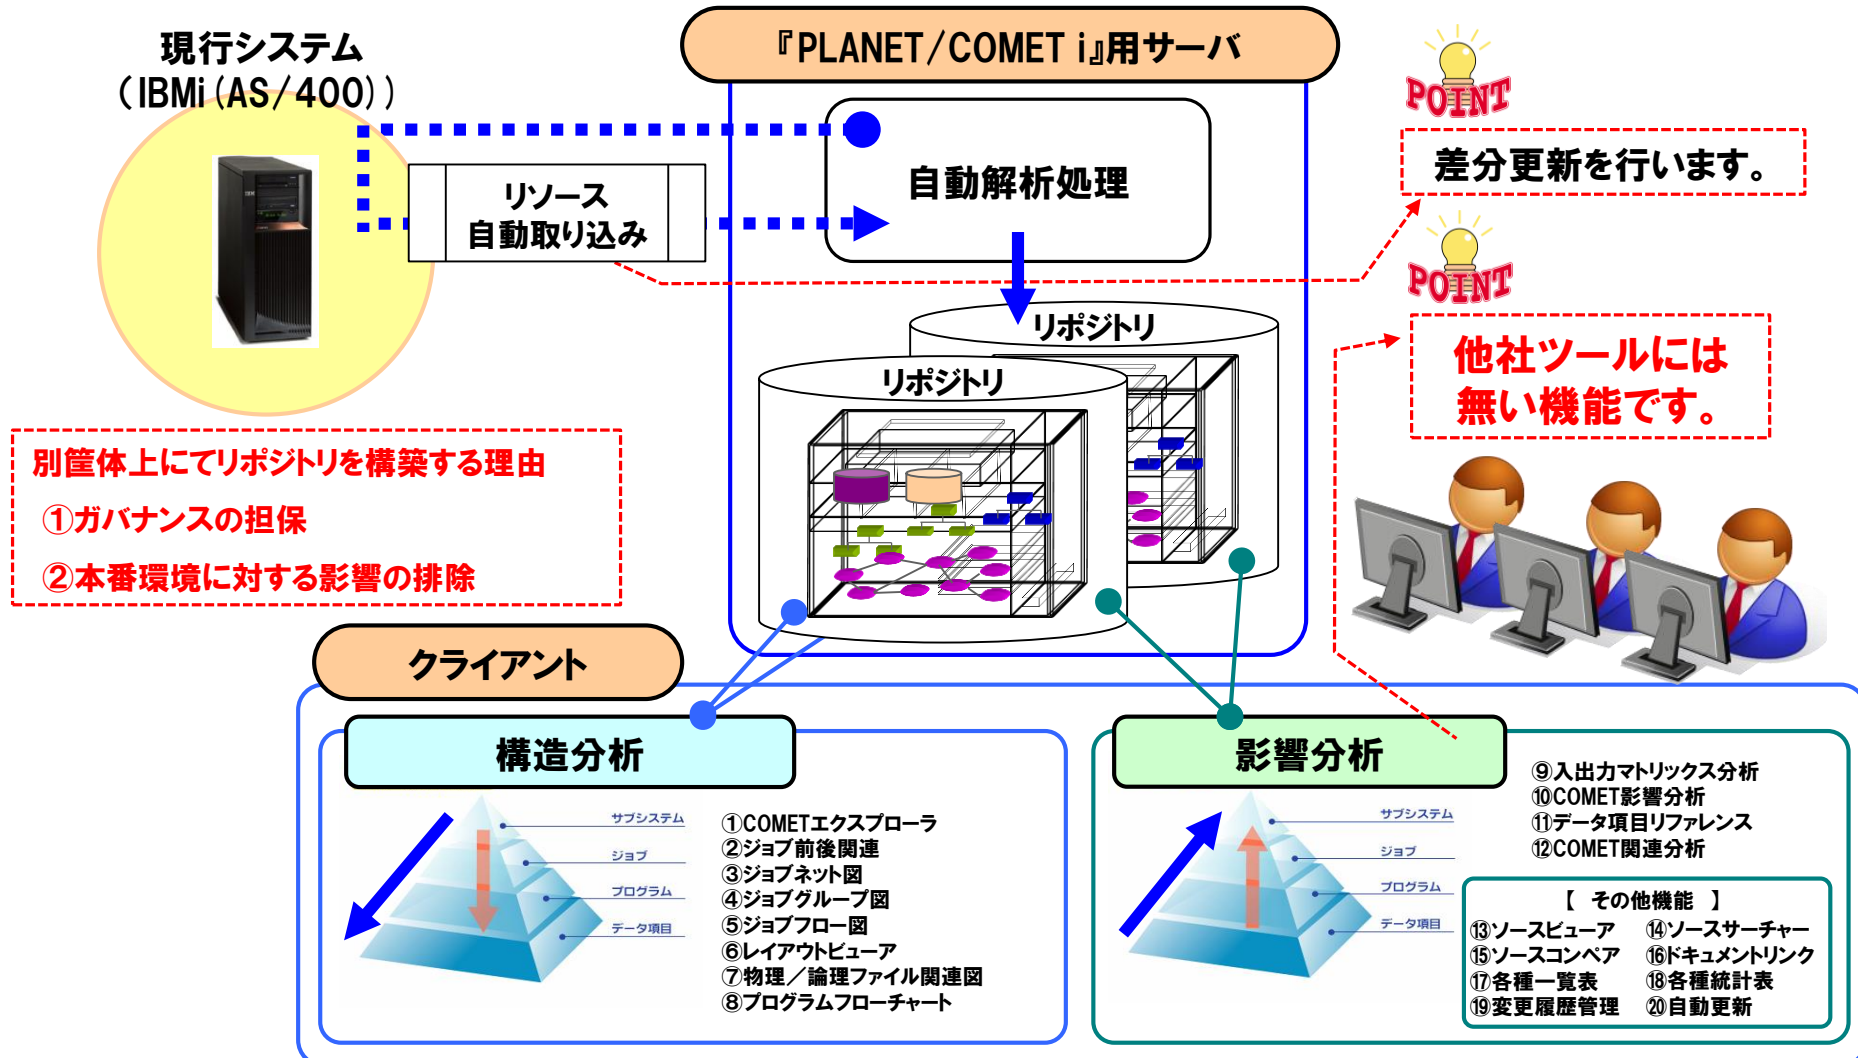 現行システム
（IBMi(AS/400)）
『PLANET/COMET i』用サーバ
自動解析処理
リソース
自動取り込み
POINT
差分更新を行います。
POINT
他社ツールには
無い機能です。
リポジトリ
リポジトリ
別筐体上にてリポジトリを構築する理由
①ガバナンスの担保
②本番環境に対する影響の排除
クライアント
構造分析
サブシステム
ジョブ
プログラム
データ項目
①COMETエクスプローラ
②ジョブ前後関連
③ジョブネット図
④ジョブグループ図
⑤ジョブフロー図
⑥レイアウトビューア
⑦物理／論理ファイル関連図
⑧プログラムフローチャート
影響分析
サブシステム
ジョブ
プログラム
データ項目
⑨入出力マトリックス分析
⑩COMET影響分析
⑪データ項目リファレンス
⑫COMET関連分析
【 その他機能 】
⑬ソースビューア ⑭ソースサーチャー
⑮ソースコンペア ⑯ドキュメントリンク
⑰各種一覧表 ⑱各種統計表
⑲変更履歴管理 ⑳自動更新